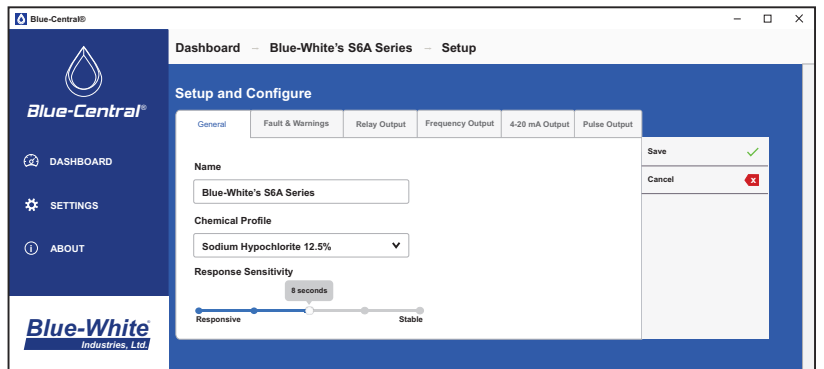 Blue-Central®
Dashboard – Blue-White's S6A Series – Setup
Blue-Central®
DASHBOARD
SETTINGS
ABOUT
Blue-White®
Industries, Ltd.
Setup and Configure
General Fault & Warnings Relay Output Frequency Output 4-20 mA Output Pulse Output
Name
Blue-White's S6A Series
Chemical Profile
Sodium Hypochlorite 12.5%
Response Sensitivity
8 seconds
Responsive Stable
Save
Cancel x